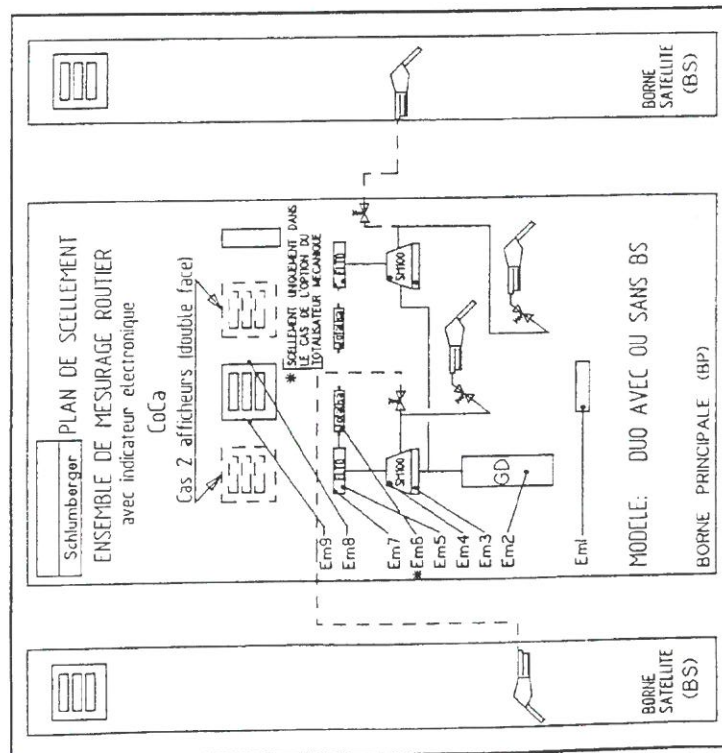 Schlumberger
PLAN DE SCELLEMENT
ENSEMBLE DE MESURAGE ROUTIER
avec indicateur electronique
CoCa
Cas 2 afficheurs (double face)
* SCELLEMENT UNIQUEMENT DANS
LE CAS DE L'OPTION DU
TOTALISATEUR MECANIQUE
Em9
Em8
Em7
* Em6
Em5
Em4
Em3
Em2
Em1
SM100
SM100
GD
MODELE: DUO AVEC OU SANS BS
BORNE PRINCIPALE (BP)
BORNE
SATELLITE
(BS)
BORNE
SATELLITE
(BS)